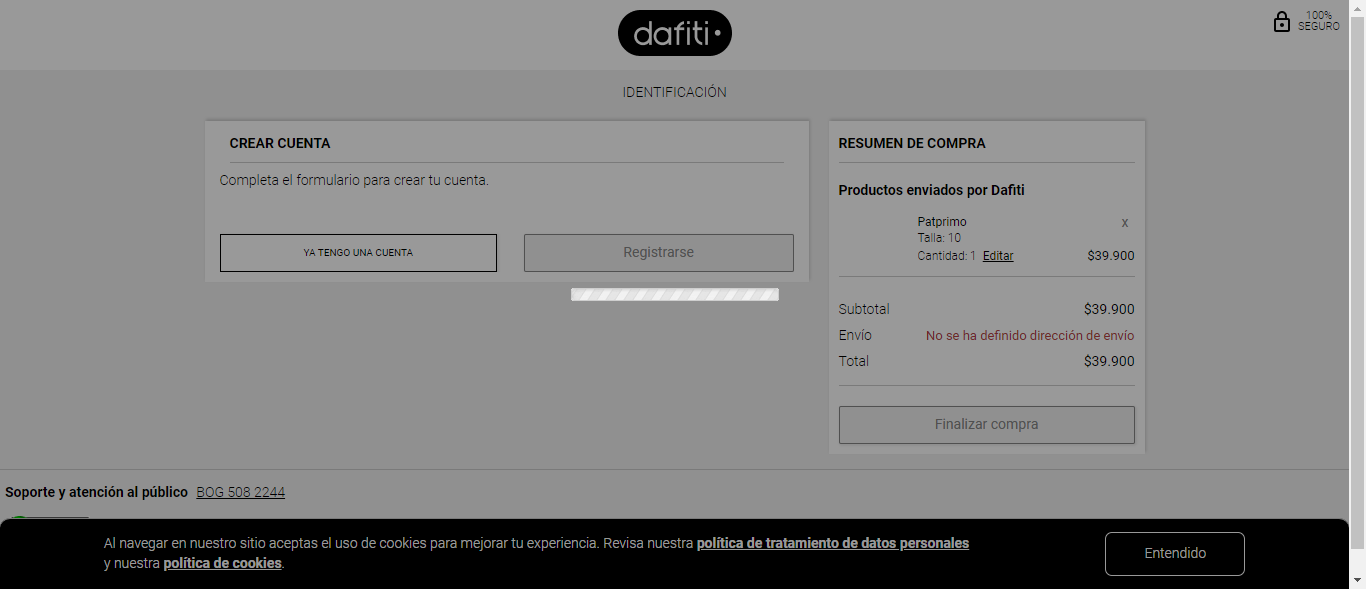 dafiti
100%
SEGURO
IDENTIFICACIÓN
CREAR CUENTA
Completa el formulario para crear tu cuenta.
YA TENGO UNA CUENTA
Registrarse
RESUMEN DE COMPRA
Productos enviados por Dafiti
Patprimo x
Talla: 10
Cantidad: 1 Editar $39.900
Subtotal $39.900
Envío No se ha definido dirección de envío
Total $39.900
Finalizar compra
Soporte y atención al público BOG 508 2244
Al navegar en nuestro sitio aceptas el uso de cookies para mejorar tu experiencia. Revisa nuestra política de tratamiento de datos personales
y nuestra política de cookies.
Entendido